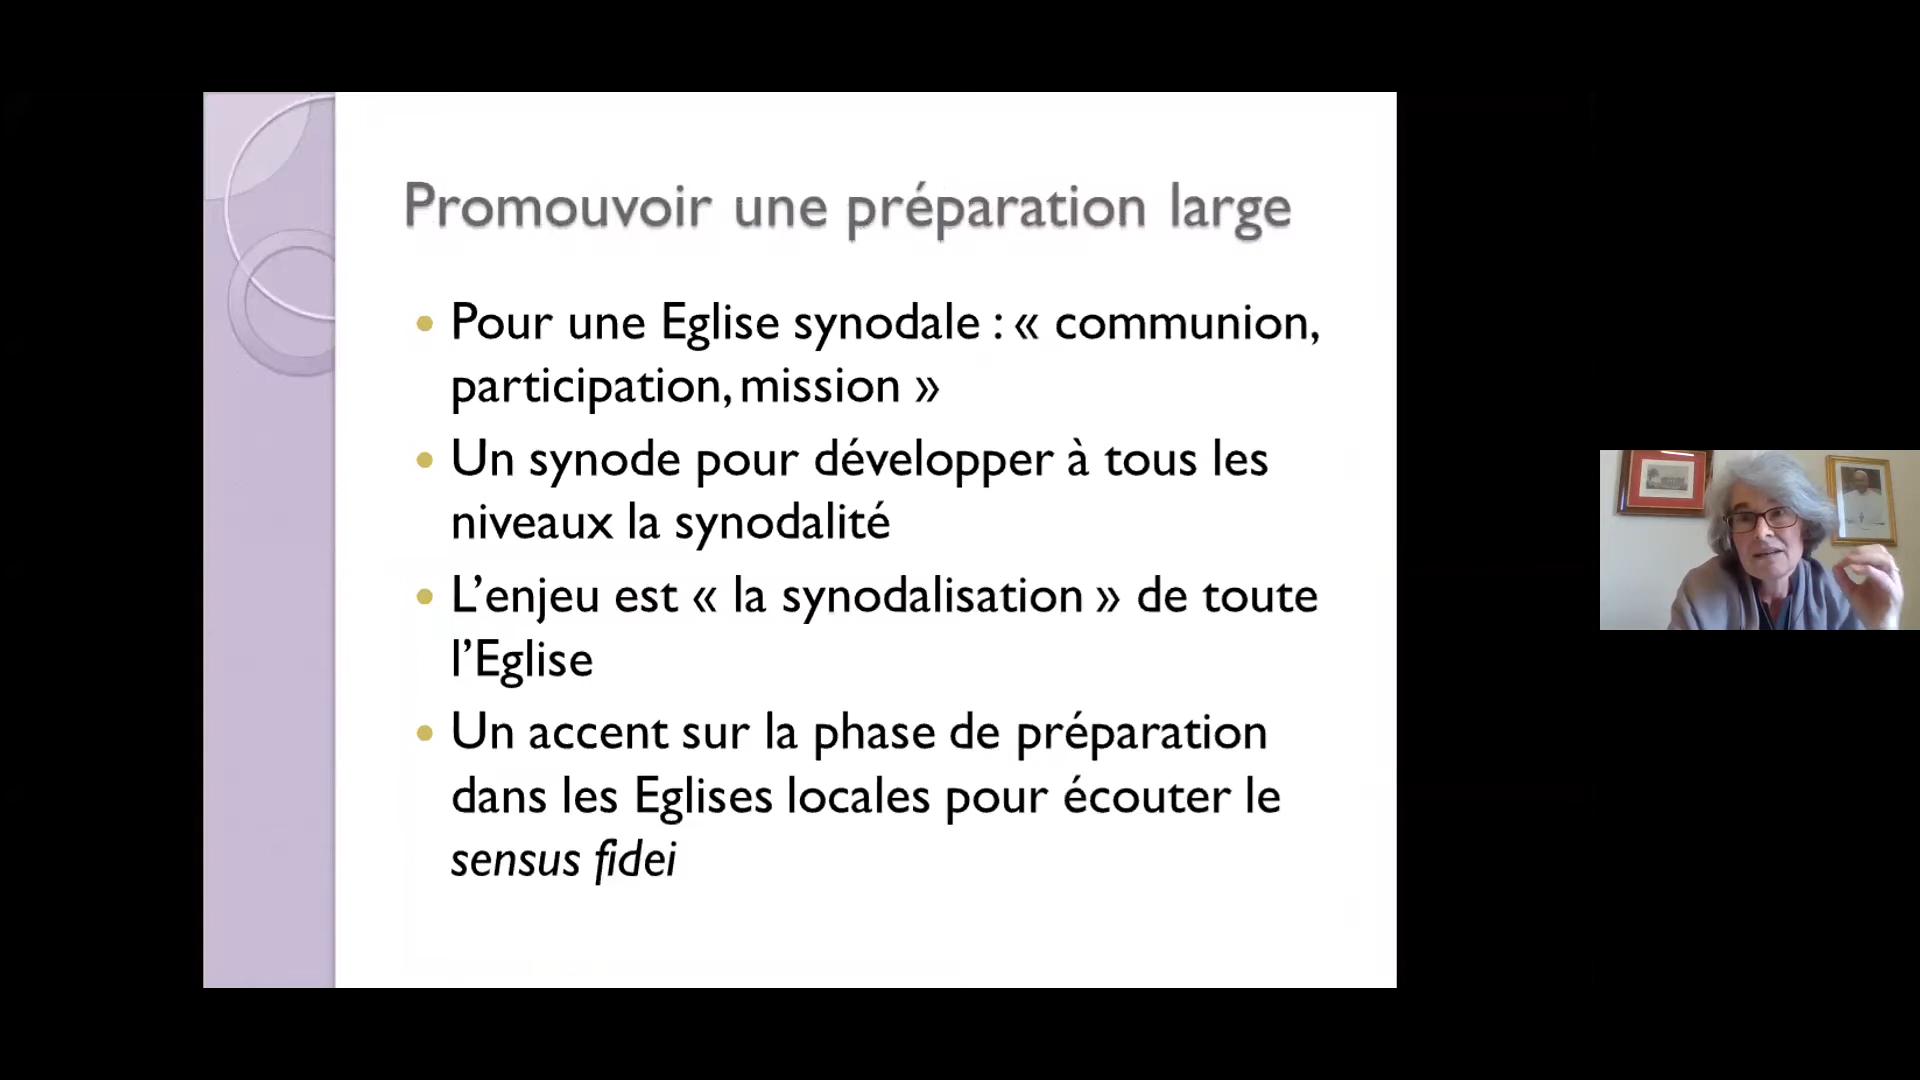 Promouvoir une préparation large
Pour une Eglise synodale : « communion,
participation, mission »
Un synode pour développer à tous les
niveaux la synodalité
L’enjeu est « la synodalisation » de toute
l’Eglise
Un accent sur la phase de préparation
dans les Eglises locales pour écouter le
sensus fidei